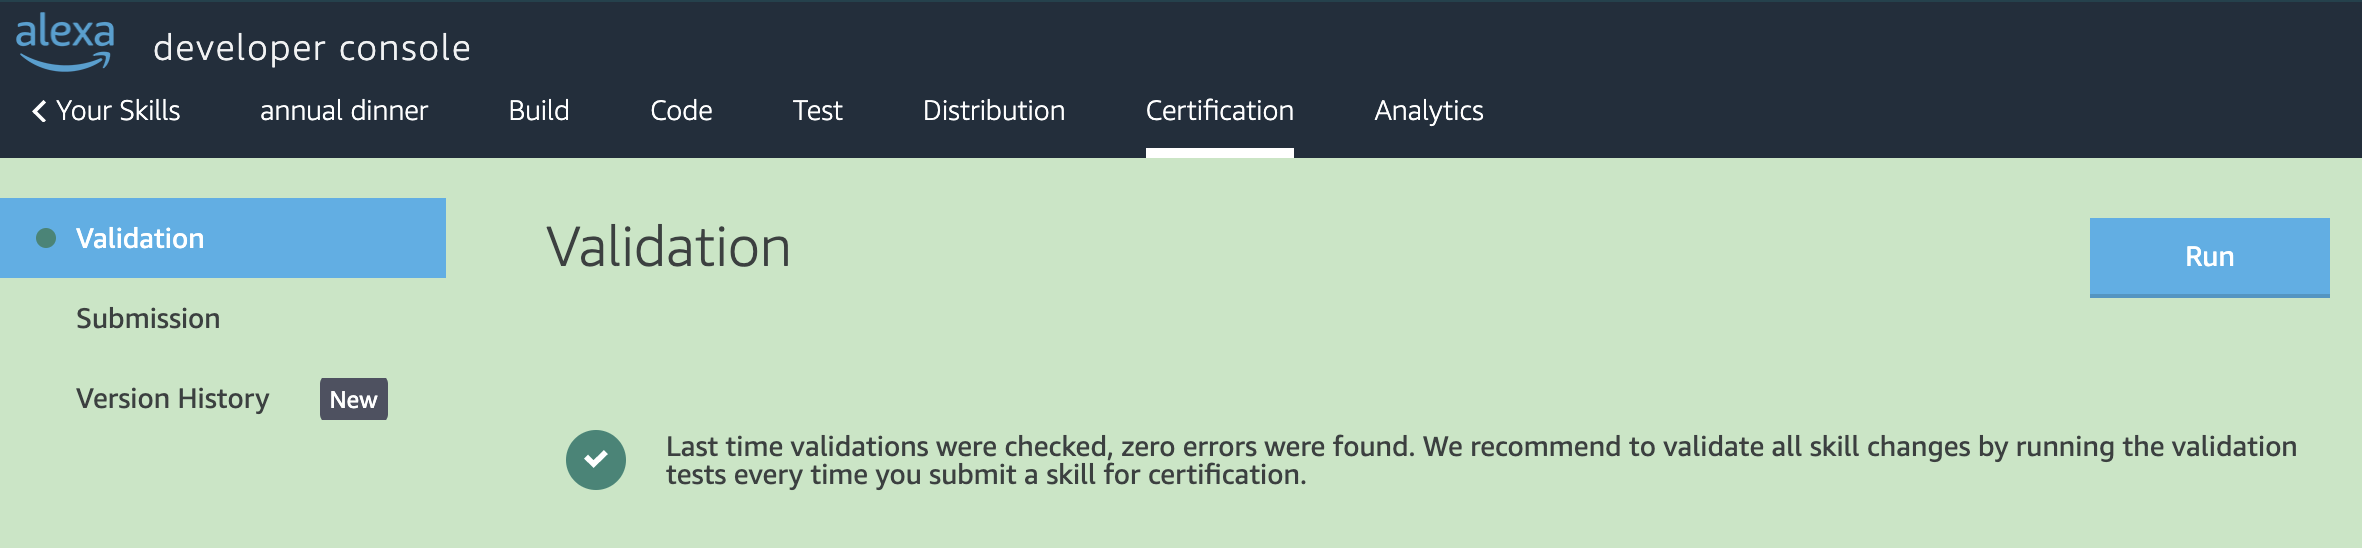 alexa
developer console
Your Skills
annual dinner
Build
Code
Test
Distribution
Certification
Analytics
Validation
Submission
Version History
New
Validation
Run
Last time validations were checked, zero errors were found. We recommend to validate all skill changes by running the validation
tests every time you submit a skill for certification.